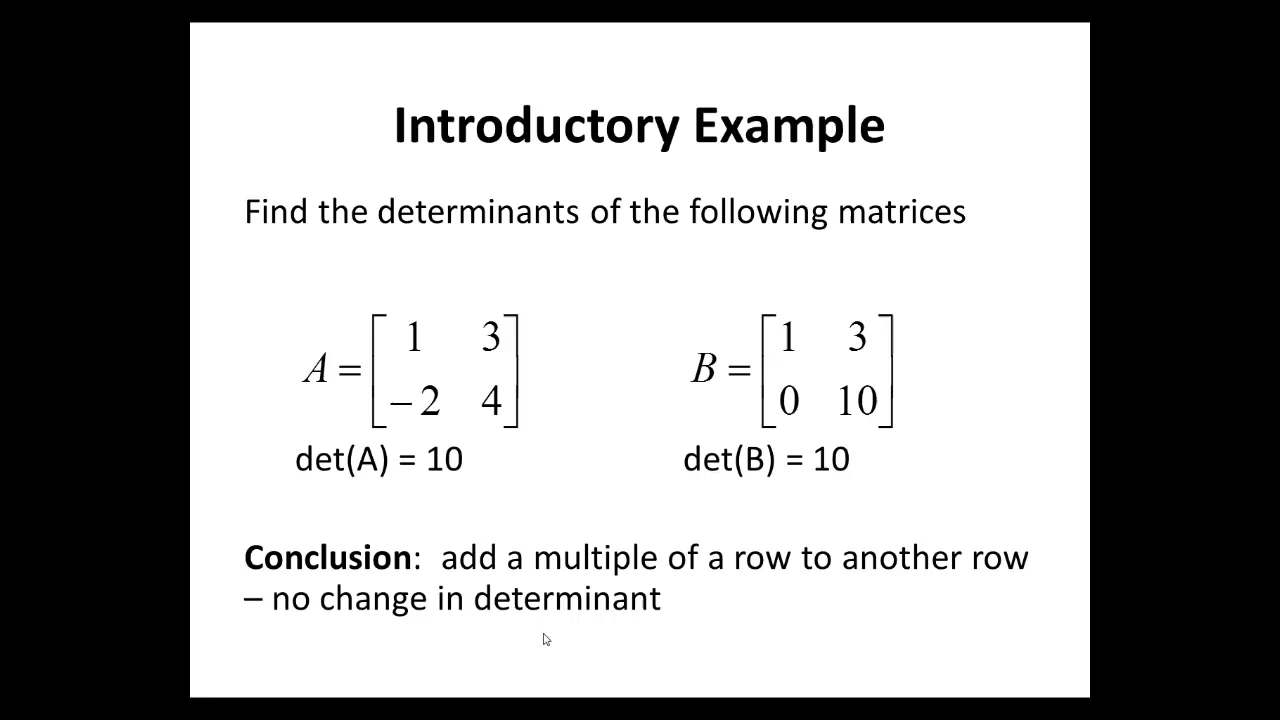 Introductory Example
Find the determinants of the following matrices
A = [ 1 3 ; −2 4 ] B = [ 1 3 ; 0 10 ]
det(A) = 10 det(B) = 10
Conclusion: add a multiple of a row to another row
– no change in determinant